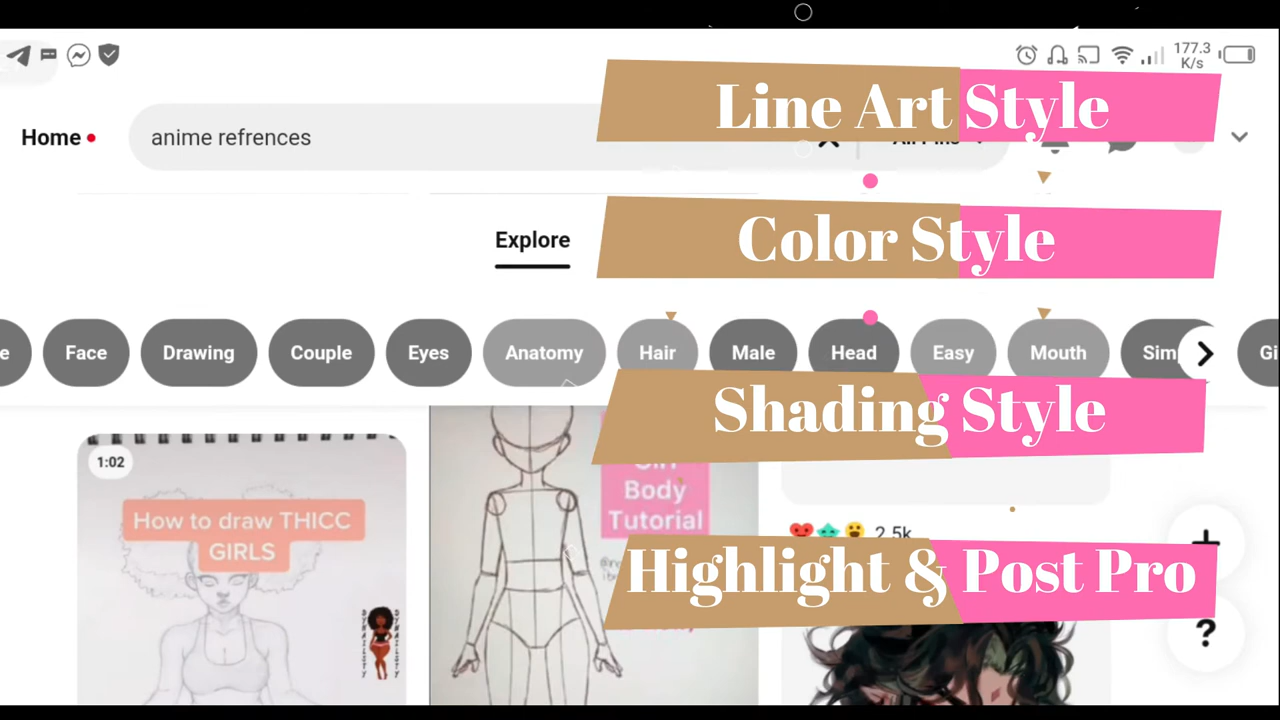 177.3
K/s
Home
anime refrences
Line Art Style
Color Style
Explore
Face
Drawing
Couple
Eyes
Anatomy
Hair
Male
Head
Easy
Mouth
Shading Style
1:02
How to draw THICC
GIRLS
Body
Tutorial
2.5k
Highlight & Post Pro
?